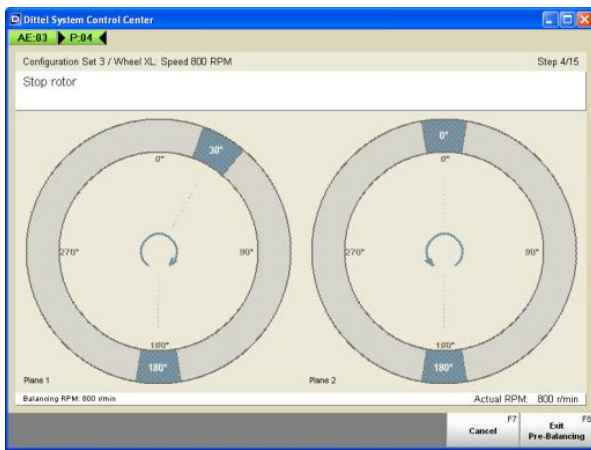 Dittel System Control Center
AE:03 P:04
Configuration Set 3 / Wheel XL: Speed 800 RPM Step 4/15
Stop rotor
30° 0°
0° 0°
270° 90° 270° 90°
180° 180°
180° 180°
Plane 1 Plane 2
Balancing RPM: 800 r/min Actual RPM: 800 r/min
F7 F8
Cancel Exit
Pre-Balancing